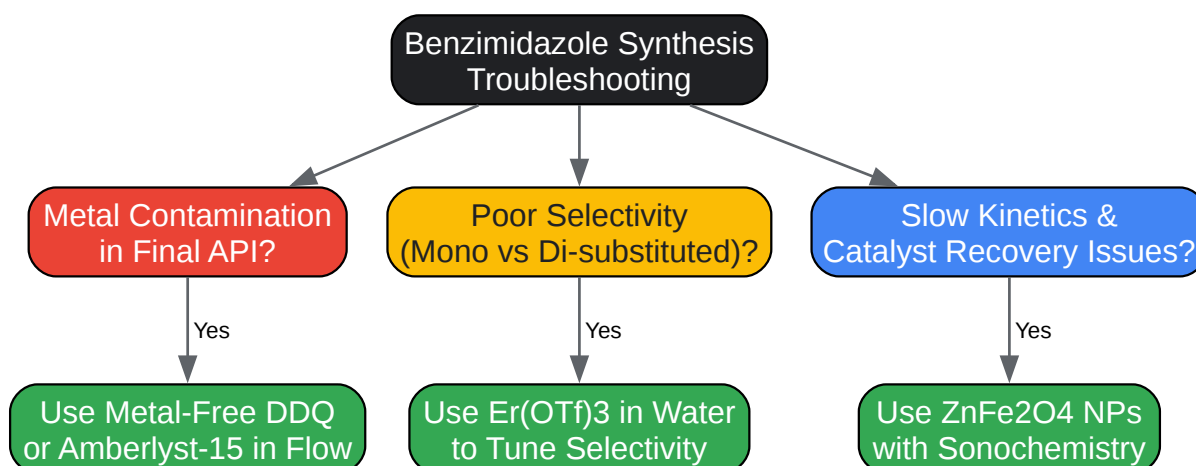 Benzimidazole Synthesis
Troubleshooting
Metal Contamination
in Final API?
Poor Selectivity
(Mono vs Di-substituted)?
Slow Kinetics &
Catalyst Recovery Issues?
Yes
Yes
Yes
Use Metal-Free DDQ
or Amberlyst-15 in Flow
Use Er(OTf)3 in Water
to Tune Selectivity
Use ZnFe2O4 NPs
with Sonochemistry